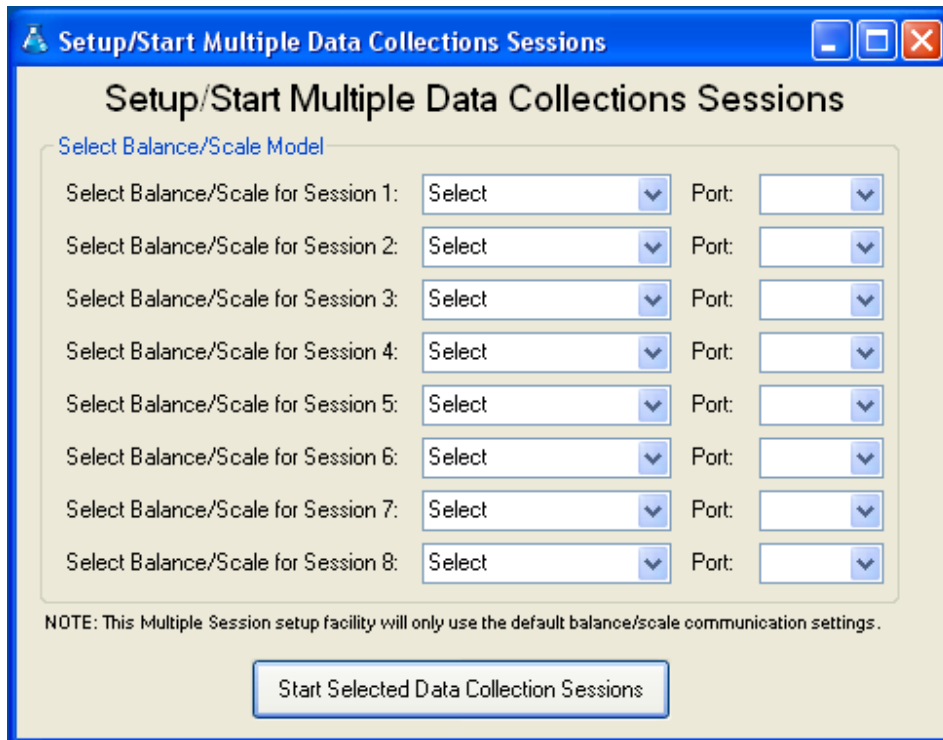 Setup/Start Multiple Data Collections Sessions
Setup/Start Multiple Data Collections Sessions
Select Balance/Scale Model
Select Balance/Scale for Session 1: Select Port:
Select Balance/Scale for Session 2: Select Port:
Select Balance/Scale for Session 3: Select Port:
Select Balance/Scale for Session 4: Select Port:
Select Balance/Scale for Session 5: Select Port:
Select Balance/Scale for Session 6: Select Port:
Select Balance/Scale for Session 7: Select Port:
Select Balance/Scale for Session 8: Select Port:
NOTE: This Multiple Session setup facility will only use the default balance/scale communication settings.
Start Selected Data Collection Sessions